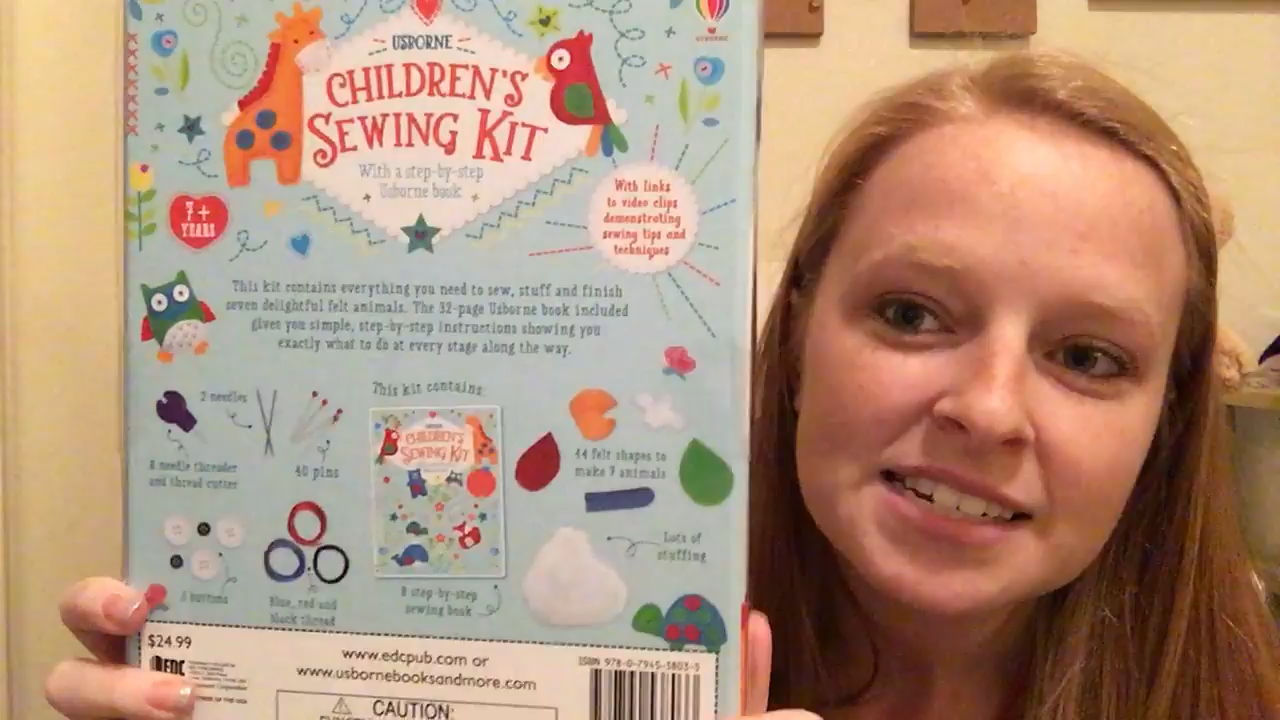 USBORNE
CHILDREN'S
SEWING KIT
With a step-by-step
Usborne book
USBORNE
7+
YEARS
With links
to video clips
demonstrating
sewing tips and
techniques
This kit contains everything you need to sew, stuff and finish
seven delightful felt animals. The 32-page Usborne book included
gives you simple, step-by-step instructions showing you
exactly what to do at every stage along the way.
This kit contains:
2 needles
needle threader
and thread cutter
40 pins
CHILDREN'S
SEWING KIT
44 felt shapes to
make 7 animals
buttons
Blue, red and
black thread
step-by-step
sewing book
Lots of
stuffing
$24.99
EDC
www.edcpub.com or
www.usbornebooksandmore.com
ISBN 978-0-7945-3803-3
CAUTION: